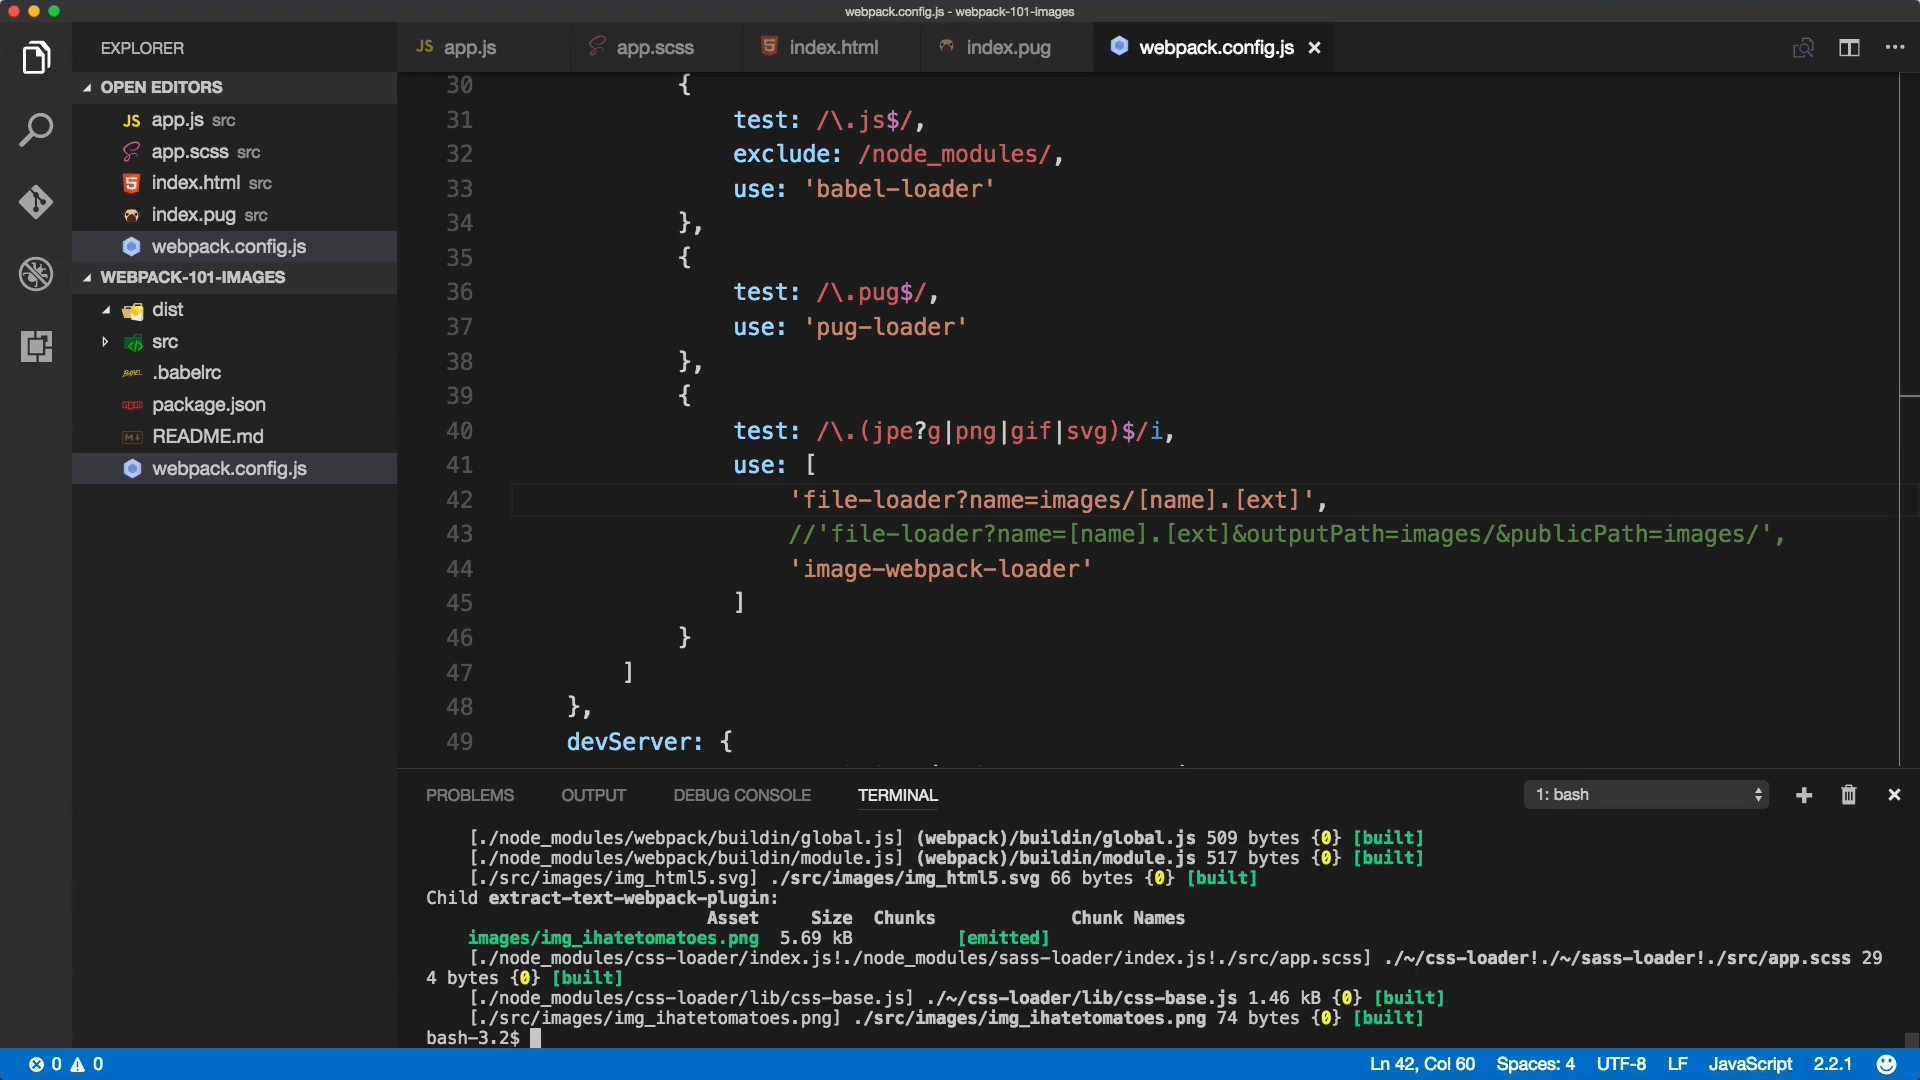 webpack.config.js - webpack-101-images
EXPLORER
OPEN EDITORS
JS app.js src
app.scss src
index.html src
index.pug src
webpack.config.js
WEBPACK-101-IMAGES
dist
src
.babelrc
package.json
README.md
webpack.config.js
JS app.js app.scss index.html index.pug webpack.config.js
30 {
31 test: /\.js$/,
32 exclude: /node_modules/,
33 use: 'babel-loader'
34 },
35 {
36 test: /\.pug$/,
37 use: 'pug-loader'
38 },
39 {
40 test: /\.(jpe?g|png|gif|svg)$/i,
41 use: [
42 'file-loader?name=images/[name].[ext]',
43 //'file-loader?name=[name].[ext]&outputPath=images/&publicPath=images/',
44 'image-webpack-loader'
45 ]
46 }
47 ]
48 },
49 devServer: {
PROBLEMS OUTPUT DEBUG CONSOLE TERMINAL 1: bash
[./node_modules/webpack/buildin/global.js] (webpack)/buildin/global.js 509 bytes {0} [built]
[./node_modules/webpack/buildin/module.js] (webpack)/buildin/module.js 517 bytes {0} [built]
[./src/images/img_html5.svg] ./src/images/img_html5.svg 66 bytes {0} [built]
Child extract-text-webpack-plugin:
Asset Size Chunks Chunk Names
images/img_ihatetomatoes.png 5.69 kB [emitted]
[./node_modules/css-loader/index.js!./node_modules/sass-loader/index.js!./src/app.scss] ./~/css-loader!./~/sass-loader!./src/app.scss 29
4 bytes {0} [built]
[./node_modules/css-loader/lib/css-base.js] ./~/css-loader/lib/css-base.js 1.46 kB {0} [built]
[./src/images/img_ihatetomatoes.png] ./src/images/img_ihatetomatoes.png 74 bytes {0} [built]
bash-3.2$
0 0 Ln 42, Col 60 Spaces: 4 UTF-8 LF JavaScript 2.2.1